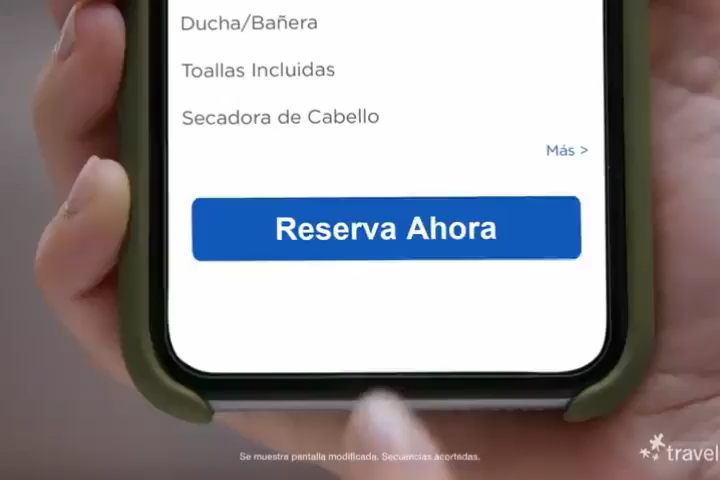 Ducha/Bañera
Toallas Incluidas
Secadora de Cabello
Más >
Reserva Ahora
Se muestra pantalla modificada. Secuencias acortadas.
travel